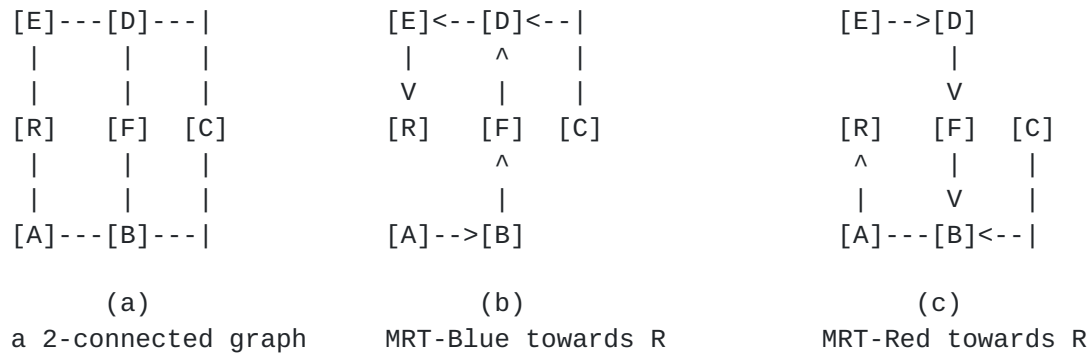 [E]---[D]---|          [E]<--[D]<--|               [E]-->[D]
 |     |    |           |     ^    |                      |
 |     |    |           V     |    |                      V
[R]   [F]  [C]         [R]   [F]  [C]              [R]   [F]  [C]
 |     |    |                 ^                     ^     |    |
 |     |    |                 |                     |     V    |
[A]---[B]---|          [A]-->[B]                   [A]---[B]<--|
(a) (b) (c)
a 2-connected graph MRT-Blue towards R MRT-Red towards R